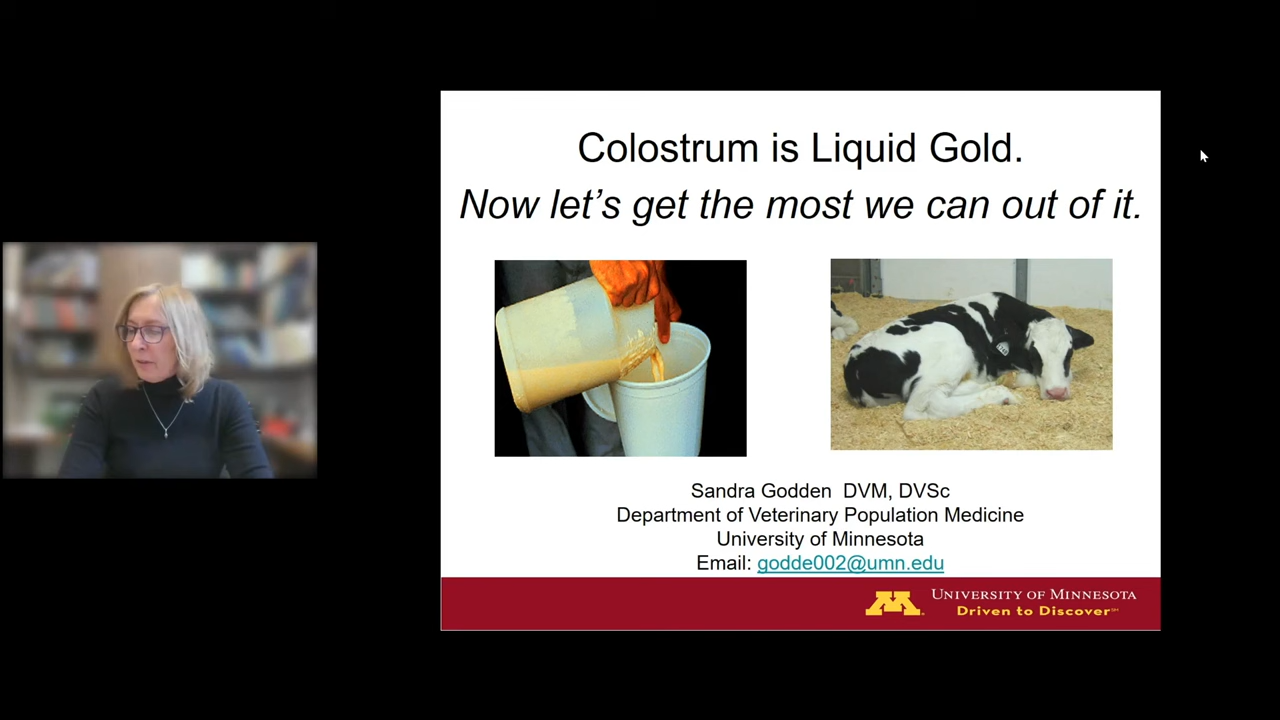 Colostrum is Liquid Gold.
Now let's get the most we can out of it.
Sandra Godden DVM, DVSc
Department of Veterinary Population Medicine
University of Minnesota
Email: godde002@umn.edu
M
University of Minnesota
Driven to Discover℠